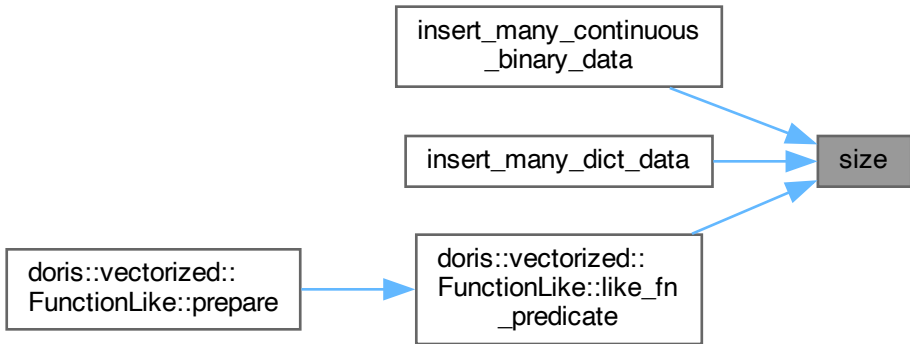 insert_many_continuous
_binary_data
insert_many_dict_data
size
doris::vectorized::
FunctionLike::prepare
doris::vectorized::
FunctionLike::like_fn
_predicate